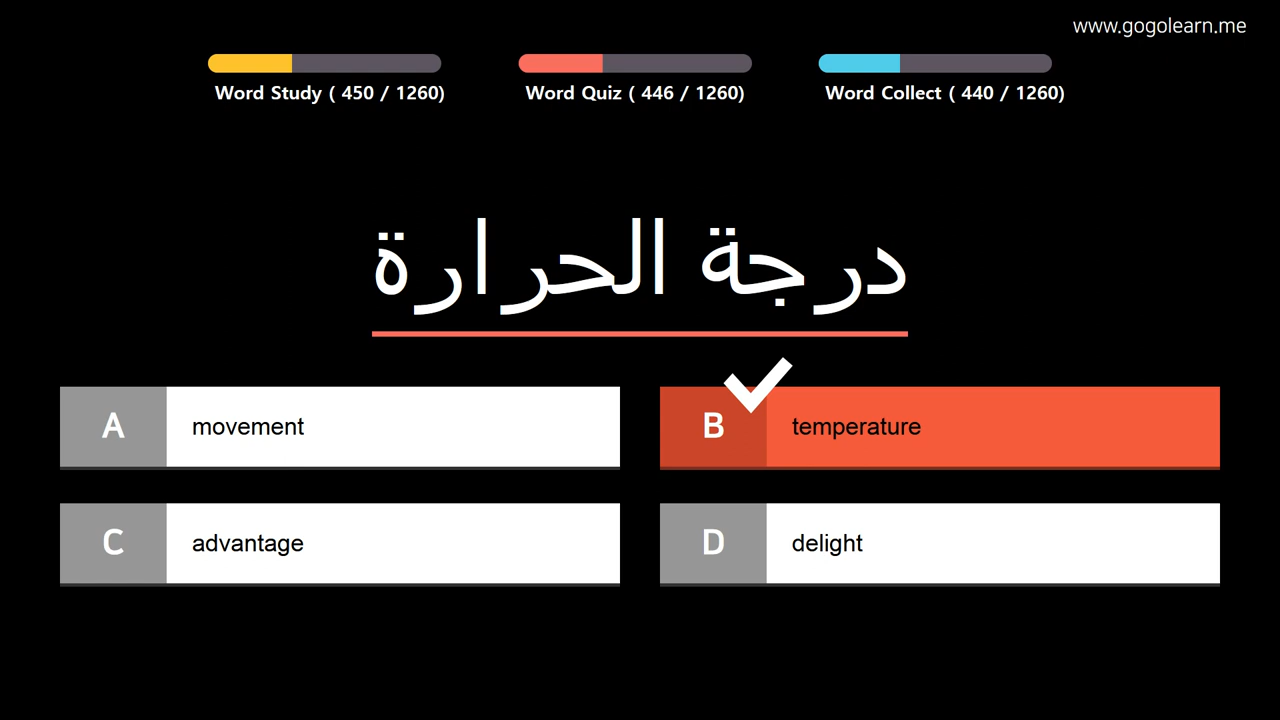 www.gogolearn.me
Word Study ( 450 / 1260)
Word Quiz ( 446 / 1260)
Word Collect ( 440 / 1260)
درجة الحرارة
A movement
B temperature
C advantage
D delight